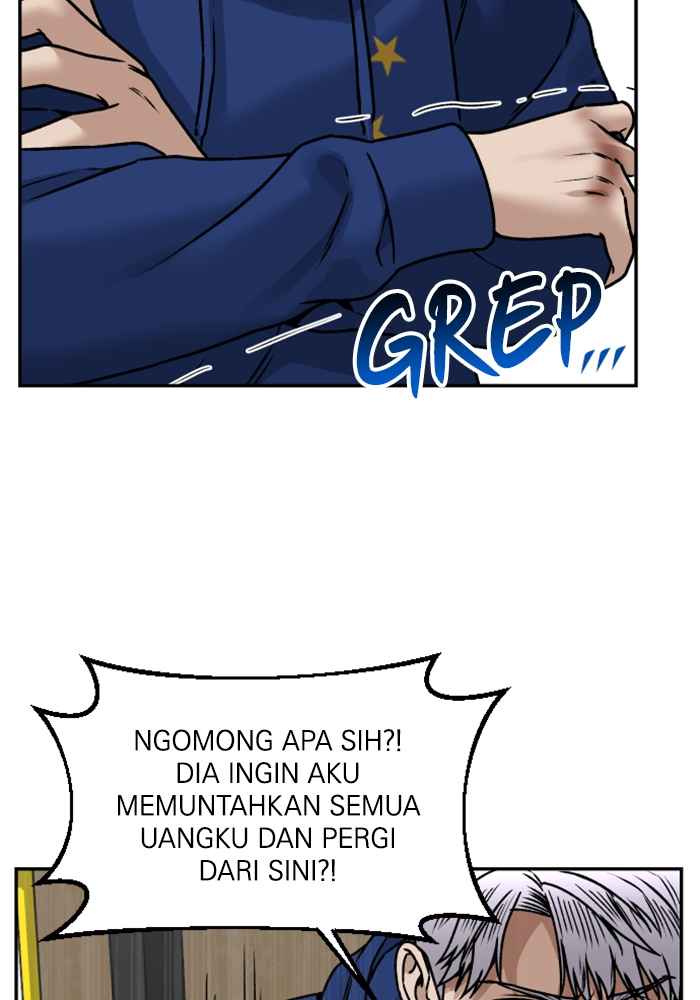 GREP,,,
NGOMONG APA SIH?!
DIA INGIN AKU
MEMUNTAHKAN SEMUA
UANGKU DAN PERGI
DARI SINI?!